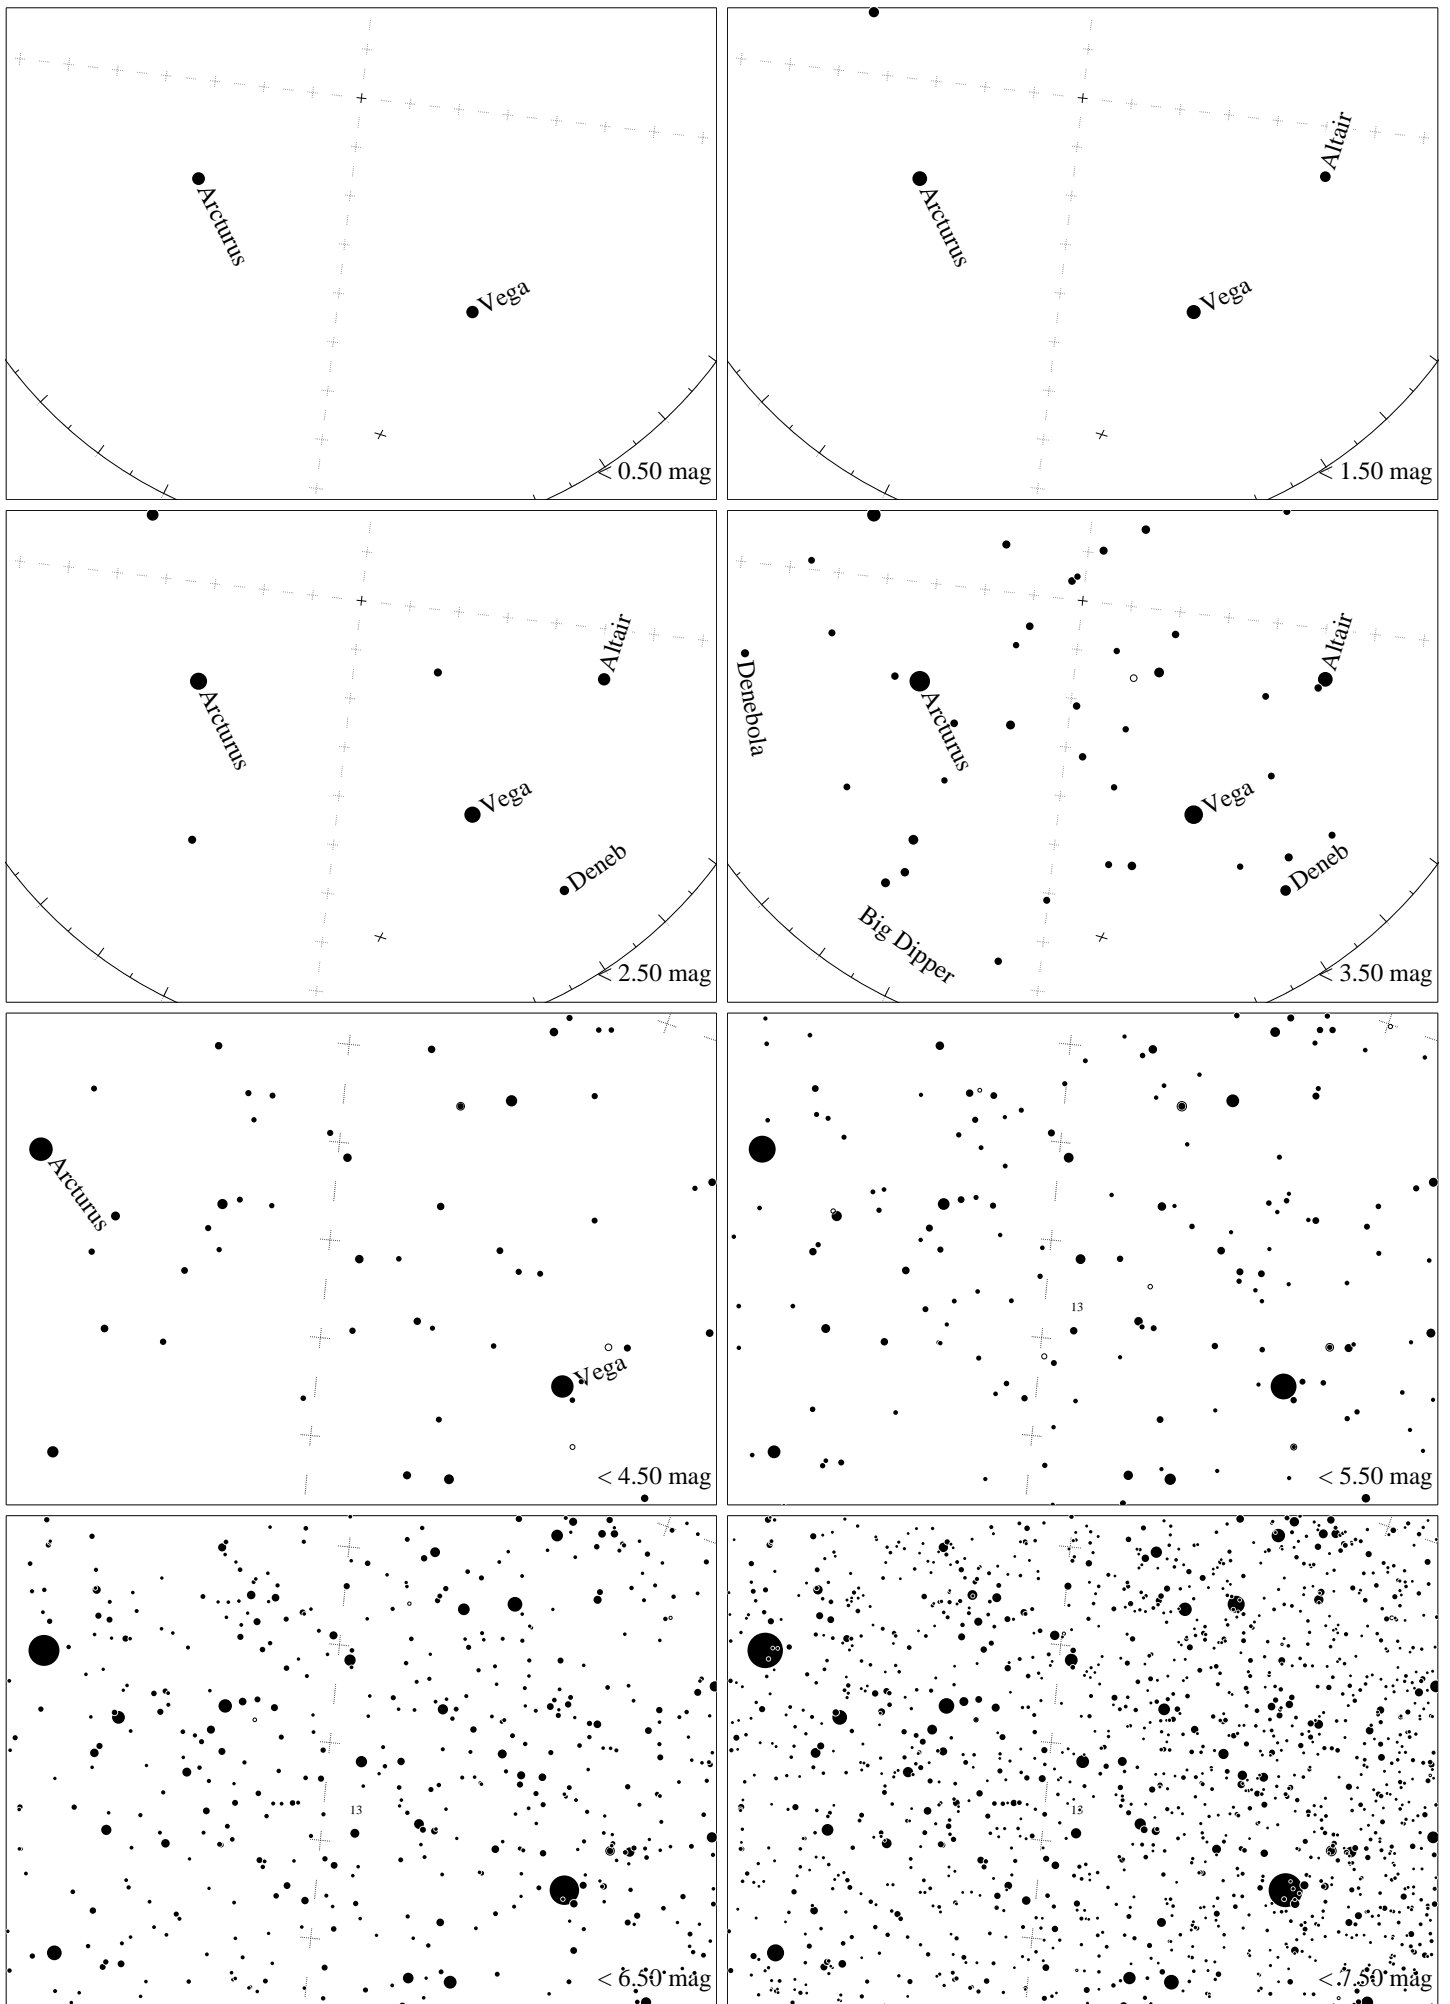 Arcturus
Vega
< 0.50 mag
Altair
Arcturus
Vega
< 1.50 mag
Altair
Arcturus
Vega
Deneb
< 2.50 mag
Altair
Denebola
Arcturus
Vega
Deneb
Big Dipper
< 3.50 mag
Arcturus
Vega
< 4.50 mag
13
< 5.50 mag
13
< 6.50 mag
13
< 7.50 mag